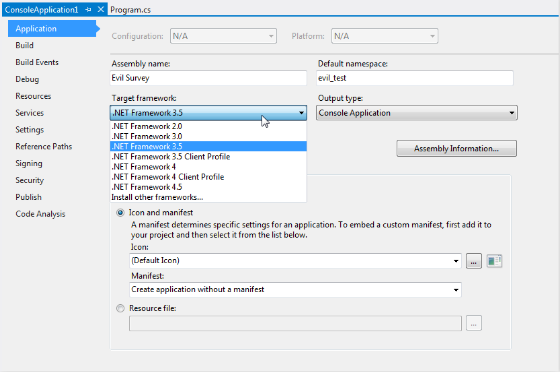 ConsoleApplication1
Program.cs
Application
Build
Build Events
Debug
Resources
Services
Settings
Reference Paths
Signing
Security
Publish
Code Analysis
Configuration: N/A Platform: N/A
Assembly name: Default namespace:
Evil Survey evil_test
Target framework: Output type:
.NET Framework 3.5 Console Application
.NET Framework 2.0
.NET Framework 3.0
.NET Framework 3.5
.NET Framework 3.5 Client Profile
.NET Framework 4
.NET Framework 4 Client Profile
.NET Framework 4.5
Install other frameworks...
Assembly Information...
Icon and manifest
A manifest determines specific settings for an application. To embed a custom manifest, first add it to
your project and then select it from the list below.
Icon:
(Default Icon) ...
Manifest:
Create application without a manifest
Resource file:
...